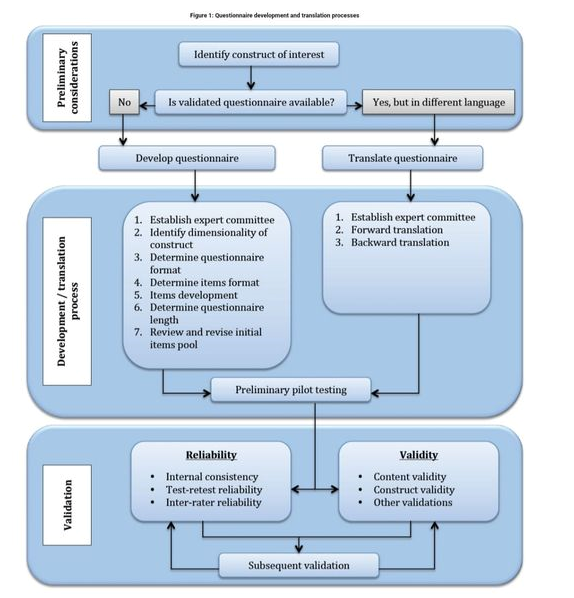 Figure 1: Questionnaire development and translation processes
Preliminary
considerations
Identify construct of interest
No
Is validated questionnaire available?
Yes, but in different language
Develop questionnaire
Translate questionnaire
Development / translation
process
1. Establish expert committee
2. Identify dimensionality of
construct
3. Determine questionnaire
format
4. Determine items format
5. Items development
6. Determine questionnaire
length
7. Review and revise initial
items pool
1. Establish expert committee
2. Forward translation
3. Backward translation
Preliminary pilot testing
Validation
Reliability
• Internal consistency
• Test-retest reliability
• Inter-rater reliability
Validity
• Content validity
• Construct validity
• Other validations
Subsequent validation